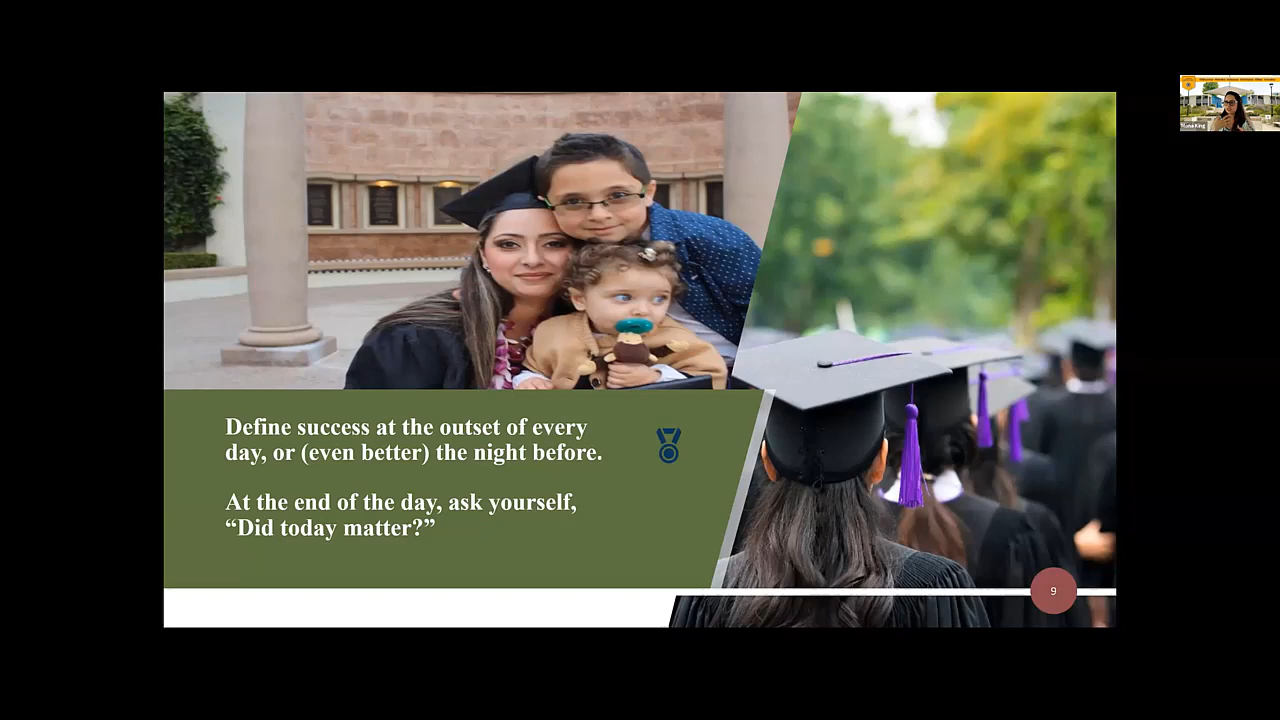 Define success at the outset of every
day, or (even better) the night before.
At the end of the day, ask yourself,
“Did today matter?”
9